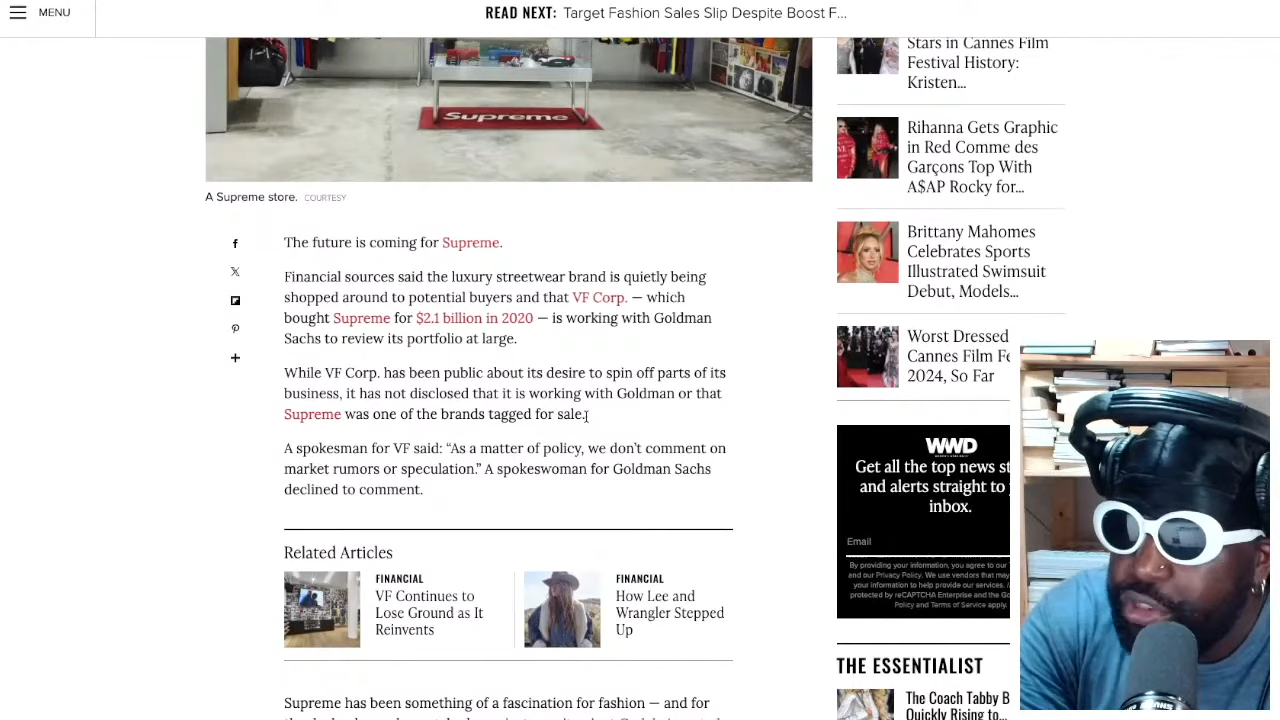 MENU
READ NEXT: Target Fashion Sales Slip Despite Boost F...
Supreme
A Supreme store. COURTESY
The future is coming for Supreme.
Financial sources said the luxury streetwear brand is quietly being
shopped around to potential buyers and that VF Corp. — which
bought Supreme for $2.1 billion in 2020 — is working with Goldman
Sachs to review its portfolio at large.
While VF Corp. has been public about its desire to spin off parts of its
business, it has not disclosed that it is working with Goldman or that
Supreme was one of the brands tagged for sale.
A spokesman for VF said: “As a matter of policy, we don’t comment on
market rumors or speculation.” A spokeswoman for Goldman Sachs
declined to comment.
Related Articles
FINANCIAL
VF Continues to
Lose Ground as It
Reinvents
FINANCIAL
How Lee and
Wrangler Stepped
Up
Supreme has been something of a fascination for fashion — and for
Stars in Cannes Film
Festival History:
Kristen...
Rihanna Gets Graphic
in Red Comme des
Garçons Top With
A$AP Rocky for...
Brittany Mahomes
Celebrates Sports
Illustrated Swimsuit
Debut, Models...
Worst Dressed
Cannes Film Fe
2024, So Far
WWD
Get all the top news st
and alerts straight to
inbox.
Email
By providing your information, you agree to our
and our Privacy Policy. We use vendors that may
your information to help provide our services.
protected by reCAPTCHA Enterprise and the Go
Policy and Terms of Service apply.
THE ESSENTIALIST
The Coach Tabby B
Quickly Rising to...